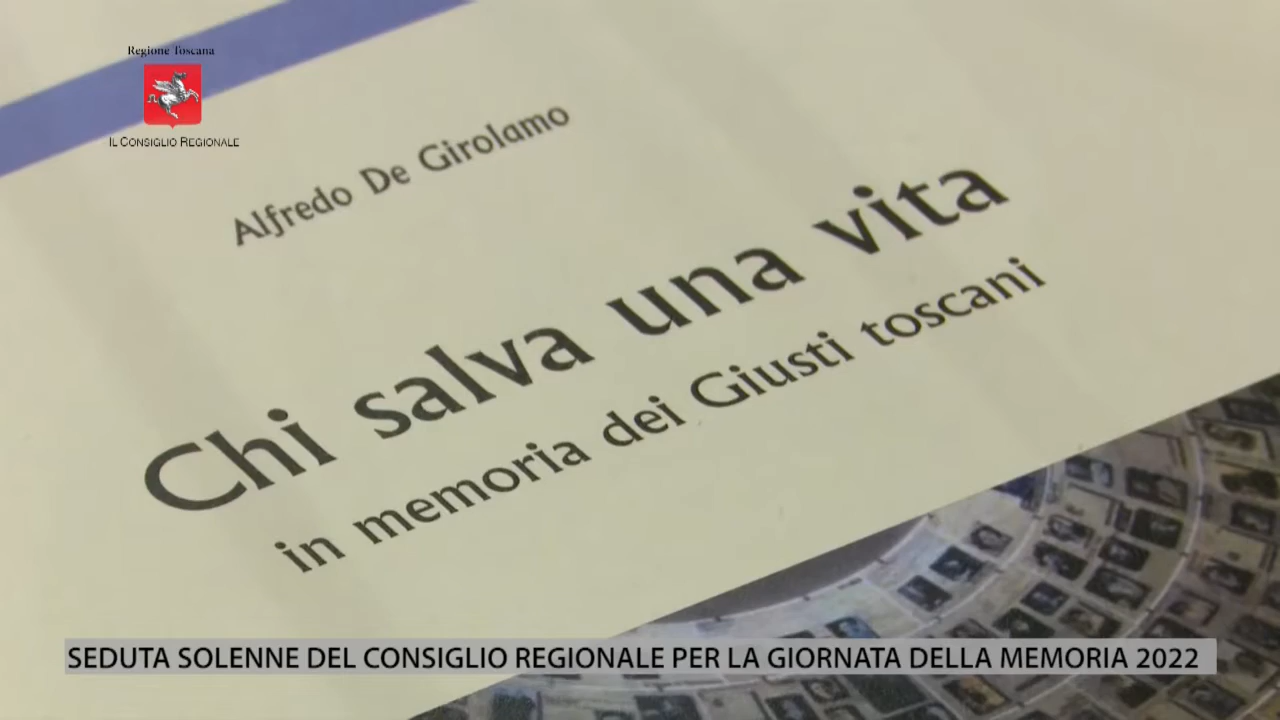 Regione Toscana
IL CONSIGLIO REGIONALE
Alfredo De Girolamo
Chi salva una vita
in memoria dei Giusti toscani
SEDUTA SOLENNE DEL CONSIGLIO REGIONALE PER LA GIORNATA DELLA MEMORIA 2022